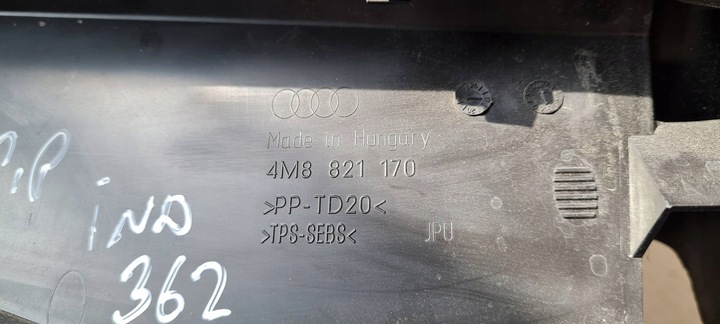 Made in Hungary
4M8 821 170
>PP-TD20<
>TPS-SEBS< JPU
P.P
IND
362